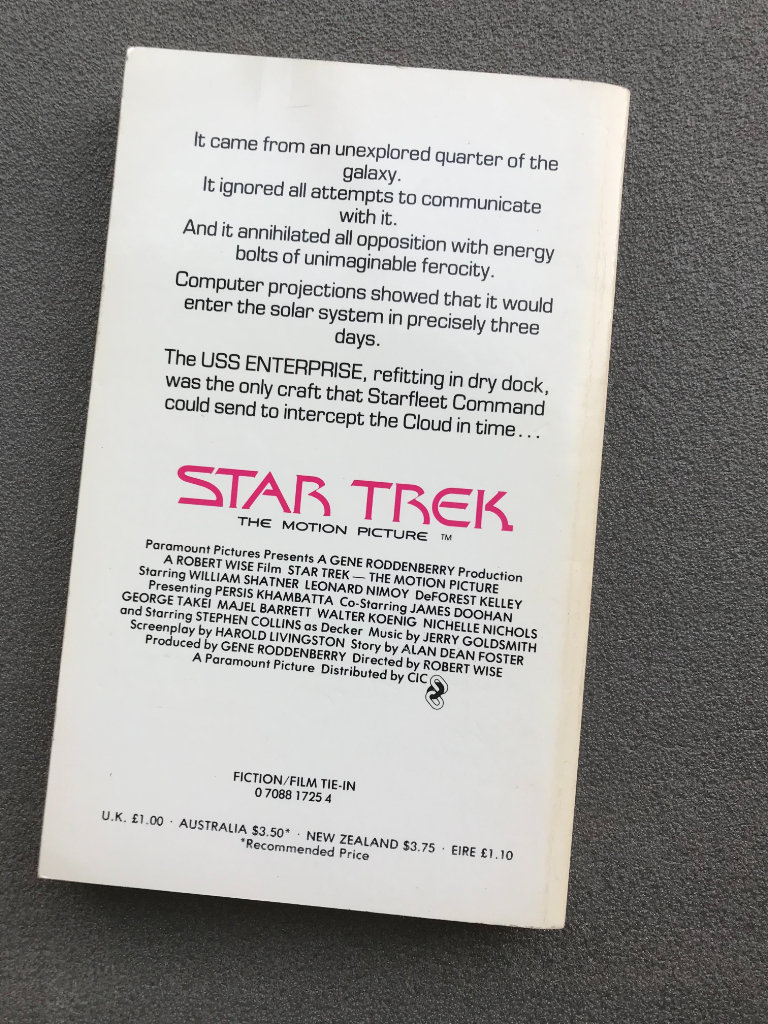 It came from an unexplored quarter of the
galaxy.
It ignored all attempts to communicate
with it.
And it annihilated all opposition with energy
bolts of unimaginable ferocity.
Computer projections showed that it would
enter the solar system in precisely three
days.
The USS ENTERPRISE, refitting in dry dock,
was the only craft that Starfleet Command
could send to intercept the Cloud in time...
STAR TREK
THE MOTION PICTURE ™
Paramount Pictures Presents A GENE RODDENBERRY Production
A ROBERT WISE Film STAR TREK — THE MOTION PICTURE
Starring WILLIAM SHATNER LEONARD NIMOY DeFOREST KELLEY
Presenting PERSIS KHAMBATTA Co-Starring JAMES DOOHAN
GEORGE TAKEI MAJEL BARRETT WALTER KOENIG NICHELLE NICHOLS
and Starring STEPHEN COLLINS as Decker Music by JERRY GOLDSMITH
Screenplay by HAROLD LIVINGSTON Story by ALAN DEAN FOSTER
Produced by GENE RODDENBERRY Directed by ROBERT WISE
A Paramount Picture Distributed by CIC
FICTION/FILM TIE-IN
0 7088 1725 4
U.K. £1.00 · AUSTRALIA $3.50* · NEW ZEALAND $3.75 · EIRE £1.10
*Recommended Price